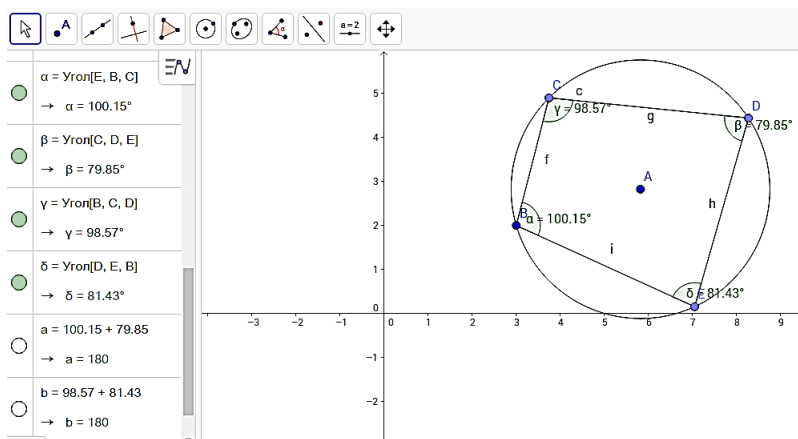 A
α
a=2
α = Угол[E, B, C]
→ α = 100.15°
β = Угол[C, D, E]
→ β = 79.85°
γ = Угол[B, C, D]
→ γ = 98.57°
δ = Угол[D, E, B]
→ δ = 81.43°
a = 100.15 + 79.85
→ a = 180
b = 98.57 + 81.43
→ b = 180
C
c
D
γ = 98.57°
g
β = 79.85°
f
A
h
B
α = 100.15°
i
δ = 81.43°
E
5
4
3
2
1
0
−1
−2
−3
−2
−1
0
1
2
3
4
5
6
7
8
9